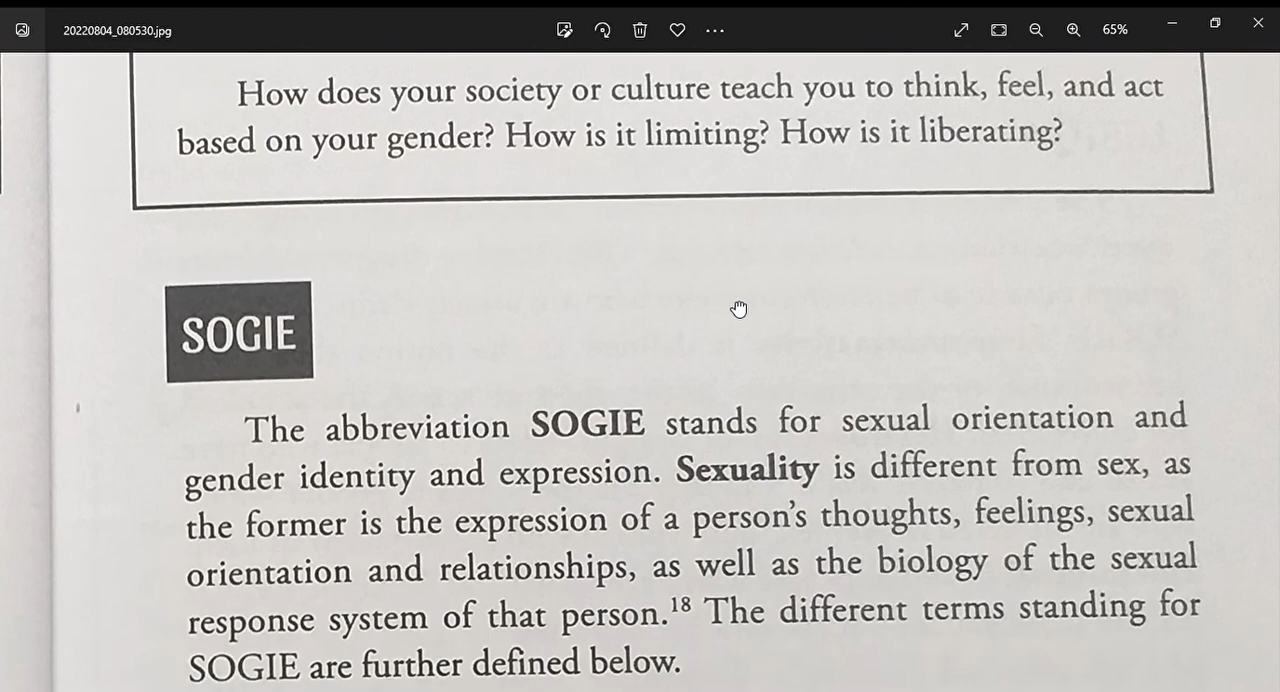 20220804_080530.jpg
65%
How does your society or culture teach you to think, feel, and act
based on your gender? How is it limiting? How is it liberating?
SOGIE
The abbreviation SOGIE stands for sexual orientation and
gender identity and expression. Sexuality is different from sex, as
the former is the expression of a person's thoughts, feelings, sexual
orientation and relationships, as well as the biology of the sexual
response system of that person.18 The different terms standing for
SOGIE are further defined below.